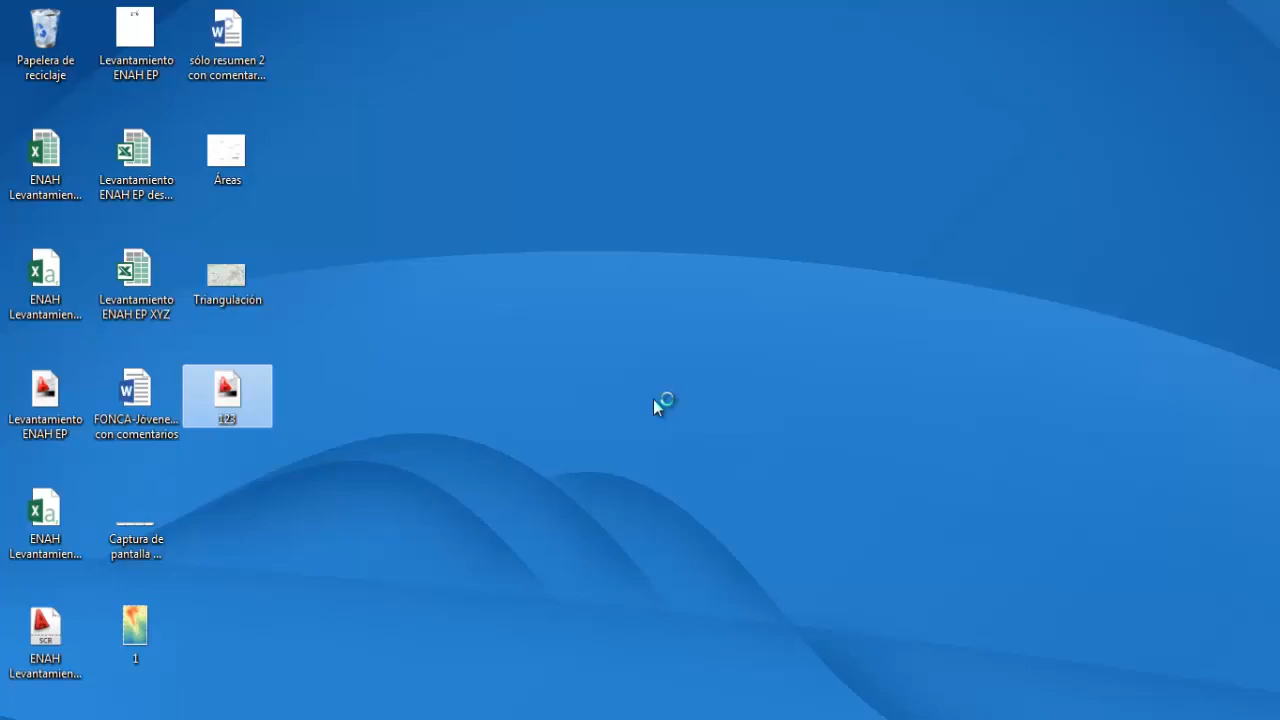 Papelera de
reciclaje
Levantamiento
ENAH EP
sólo resumen 2
con comentar...
ENAH
Levantamien...
Levantamiento
ENAH EP des...
Áreas
ENAH
Levantamien...
Levantamiento
ENAH EP XYZ
Triangulación
Levantamiento
ENAH EP
FONCA-Jóvene...
con comentarios
123
ENAH
Levantamien...
Captura de
pantalla ...
SCR
ENAH
Levantamien...
1